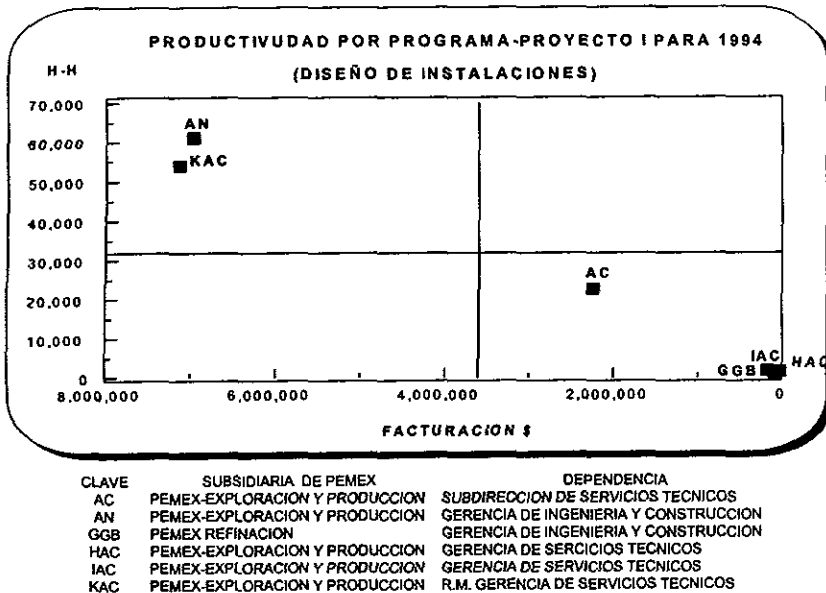 PRODUCTIVUDAD POR PROGRAMA-PROYECTO I PARA 1994
H-H (DISEÑO DE INSTALACIONES)
70,000
AN
60,000
KAC
50,000
40,000
30,000
AC
20,000
10,000
IAC HAC
GGB
0
8,000,000 6,000,000 4,000,000 2,000,000 0
FACTURACION $
CLAVE SUBSIDIARIA DE PEMEX DEPENDENCIA
AC PEMEX-EXPLORACION Y PRODUCCION SUBDIRECCION DE SERVICIOS TECNICOS
AN PEMEX-EXPLORACION Y PRODUCCION GERENCIA DE INGENIERIA Y CONSTRUCCION
GGB PEMEX REFINACION GERENCIA DE INGENIERIA Y CONSTRUCCION
HAC PEMEX-EXPLORACION Y PRODUCCION GERENCIA DE SERCICIOS TECNICOS
IAC PEMEX-EXPLORACION Y PRODUCCION GERENCIA DE SERVICIOS TECNICOS
KAC PEMEX-EXPLORACION Y PRODUCCION R.M. GERENCIA DE SERVICIOS TECNICOS